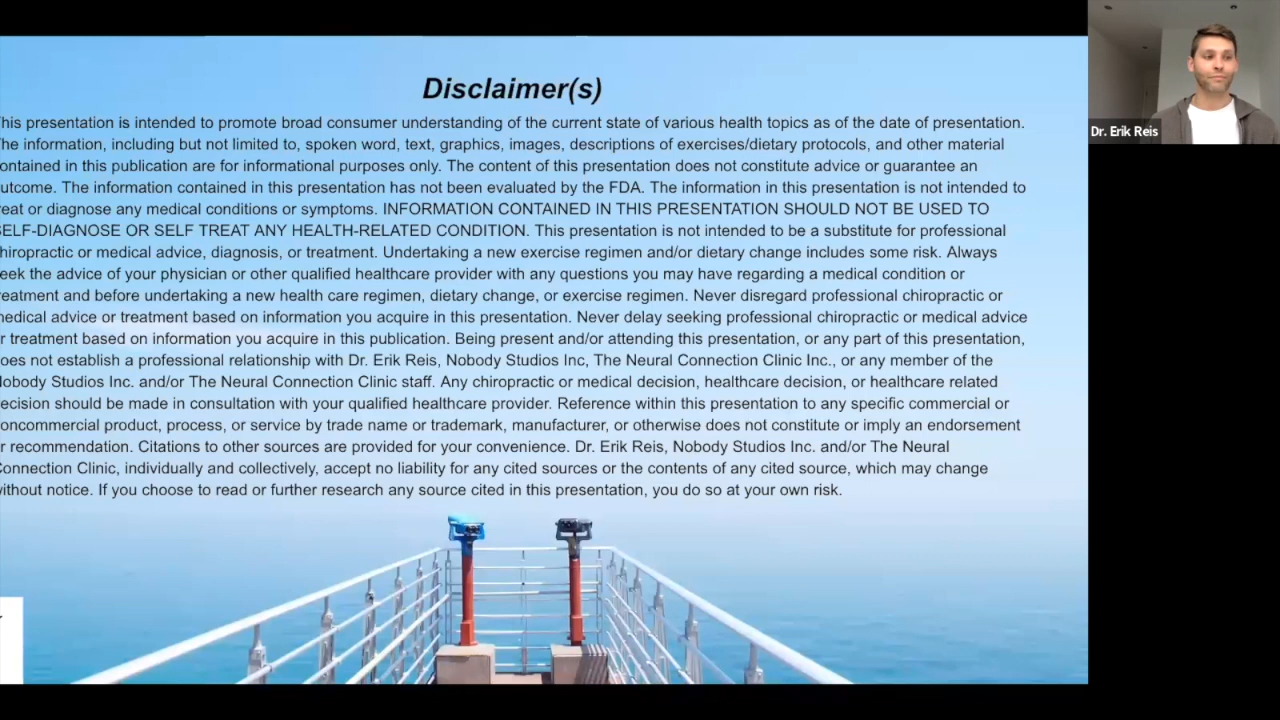 Disclaimer(s)
his presentation is intended to promote broad consumer understanding of the current state of various health topics as of the date of presentation.
he information, including but not limited to, spoken word, text, graphics, images, descriptions of exercises/dietary protocols, and other material
ontained in this publication are for informational purposes only. The content of this presentation does not constitute advice or guarantee an
utcome. The information contained in this presentation has not been evaluated by the FDA. The information in this presentation is not intended to
reat or diagnose any medical conditions or symptoms. INFORMATION CONTAINED IN THIS PRESENTATION SHOULD NOT BE USED TO
SELF-DIAGNOSE OR SELF TREAT ANY HEALTH-RELATED CONDITION. This presentation is not intended to be a substitute for professional
hiropractic or medical advice, diagnosis, or treatment. Undertaking a new exercise regimen and/or dietary change includes some risk. Always
eek the advice of your physician or other qualified healthcare provider with any questions you may have regarding a medical condition or
reatment and before undertaking a new health care regimen, dietary change, or exercise regimen. Never disregard professional chiropractic or
medical advice or treatment based on information you acquire in this presentation. Never delay seeking professional chiropractic or medical advice
r treatment based on information you acquire in this publication. Being present and/or attending this presentation, or any part of this presentation,
oes not establish a professional relationship with Dr. Erik Reis, Nobody Studios Inc, The Neural Connection Clinic Inc., or any member of the
Nobody Studios Inc. and/or The Neural Connection Clinic staff. Any chiropractic or medical decision, healthcare decision, or healthcare related
ecision should be made in consultation with your qualified healthcare provider. Reference within this presentation to any specific commercial or
oncommercial product, process, or service by trade name or trademark, manufacturer, or otherwise does not constitute or imply an endorsement
r recommendation. Citations to other sources are provided for your convenience. Dr. Erik Reis, Nobody Studios Inc. and/or The Neural
Connection Clinic, individually and collectively, accept no liability for any cited sources or the contents of any cited source, which may change
without notice. If you choose to read or further research any source cited in this presentation, you do so at your own risk.
Dr. Erik Reis